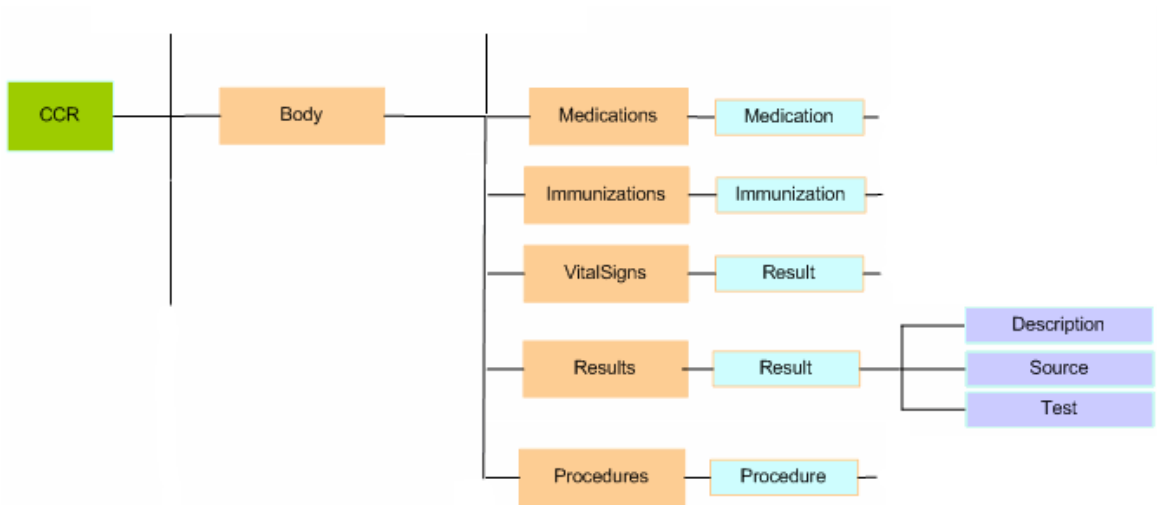 CCR
Body
Medications
Medication
Immunizations
Immunization
VitalSigns
Result
Results
Result
Description
Source
Test
Procedures
Procedure